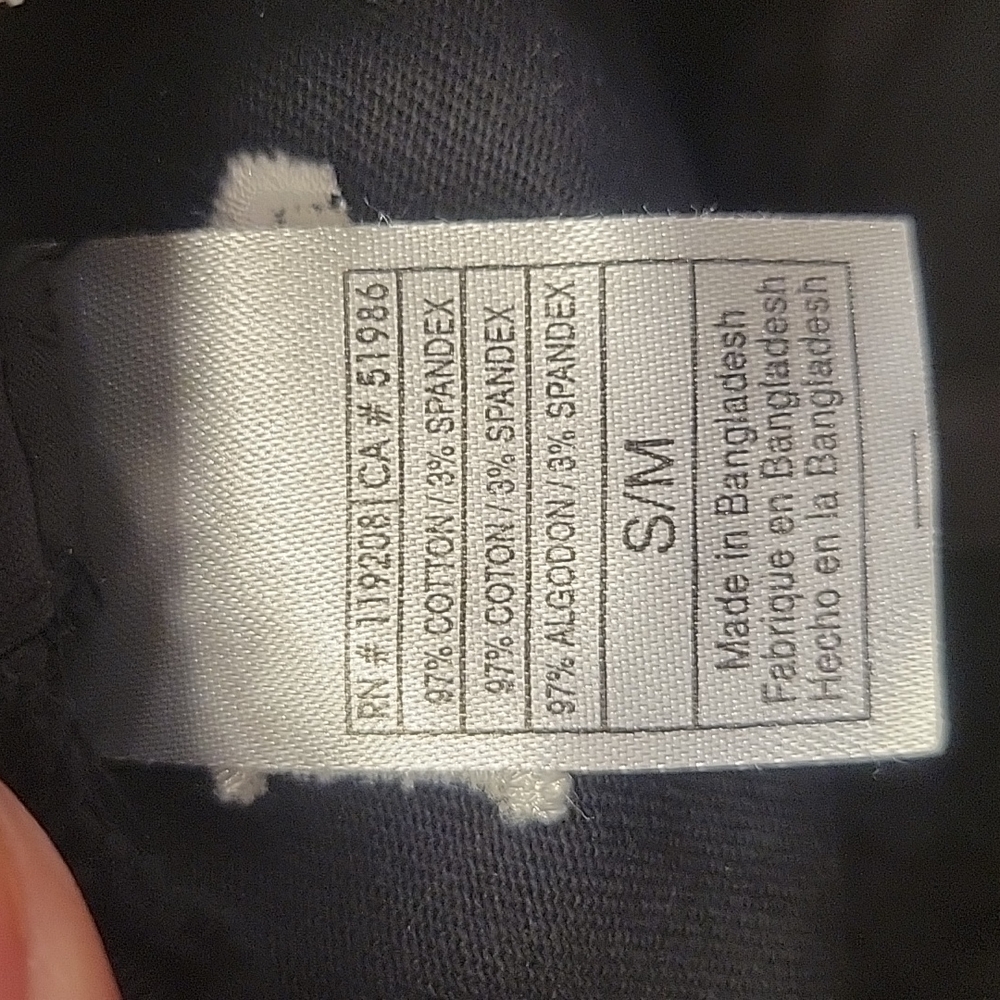 RN # 119208 CA # 51986
97% COTTON / 3% SPANDEX
97% COTON / 3% SPANDEX
97% ALGODON / 3% SPANDEX
S/M
Made in Bangladesh
Fabrique en Bangladesh
Hecho en la Bangladesh